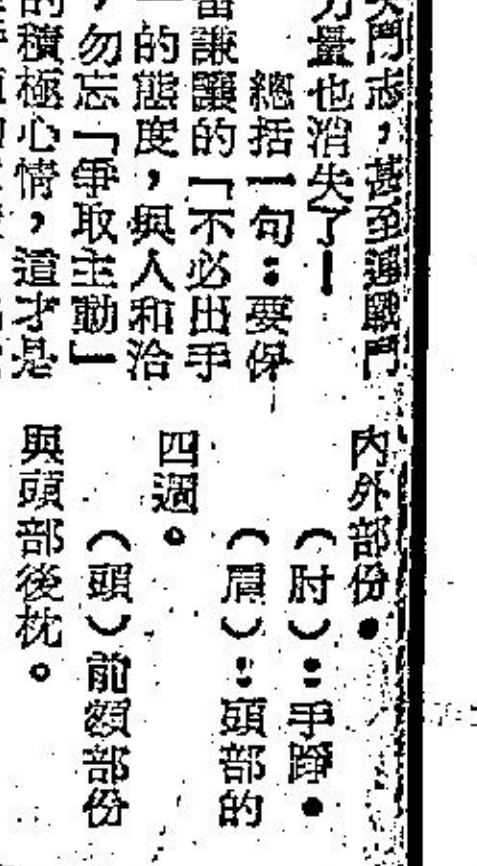 鬥志，甚至連戰鬥
力量也消失了！
總括一句：要保
謙讓的「不必出手
」的態度，與人和洽
，勿忘「爭取主動」
的積極心情，這才是
內外部份。
（肘）：手踭。
（肩）：頭部的
四週。
（頭）前額部份
與頭部後枕。